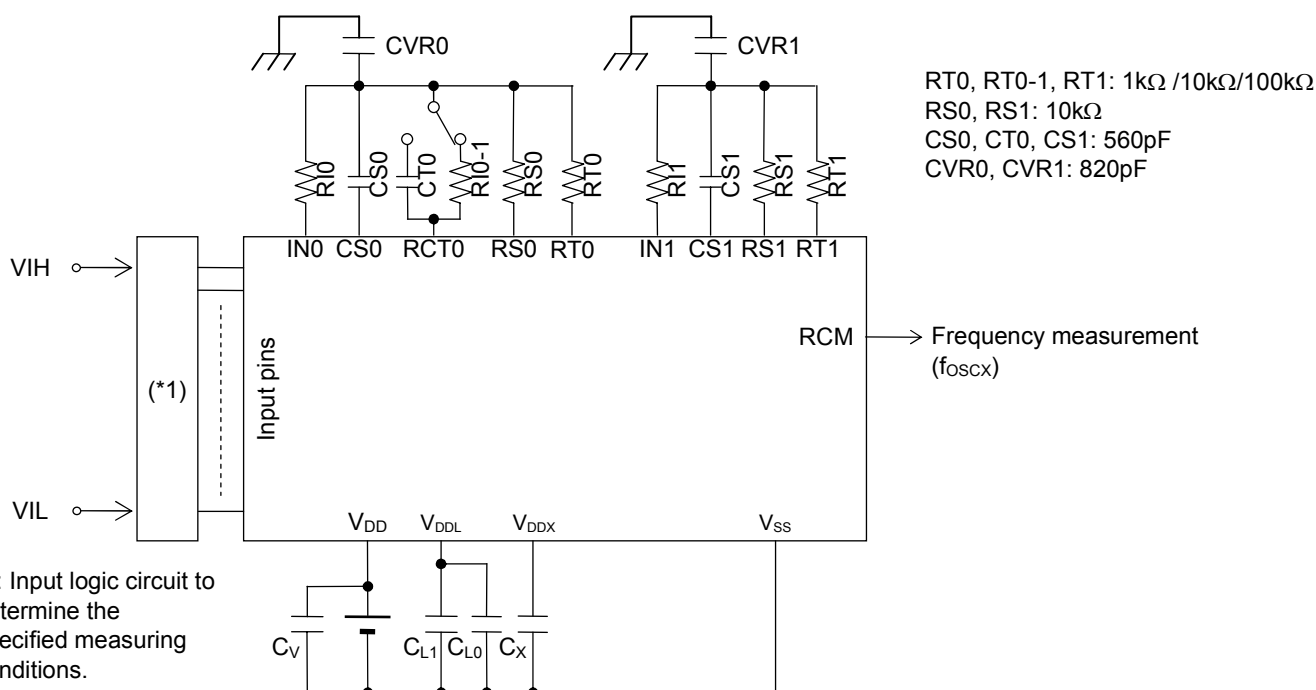 CVR0
CVR1
RT0, RT0-1, RT1: 1kΩ /10kΩ/100kΩ
RS0, RS1: 10kΩ
CS0, CT0, CS1: 560pF
CVR0, CVR1: 820pF
RI0
CS0
CT0
RI0-1
RS0
RT0
RI1
CS1
RS1
RT1
IN0 CS0 RCT0 RS0 RT0
IN1 CS1 RS1 RT1
VIH
(*1)
Input pins
RCM
Frequency measurement
(fOSCX)
VIL
VDD VDDL VDDX VSS
: Input logic circuit to
termine the
ecified measuring
nditions.
CV
CL1 CL0 CX